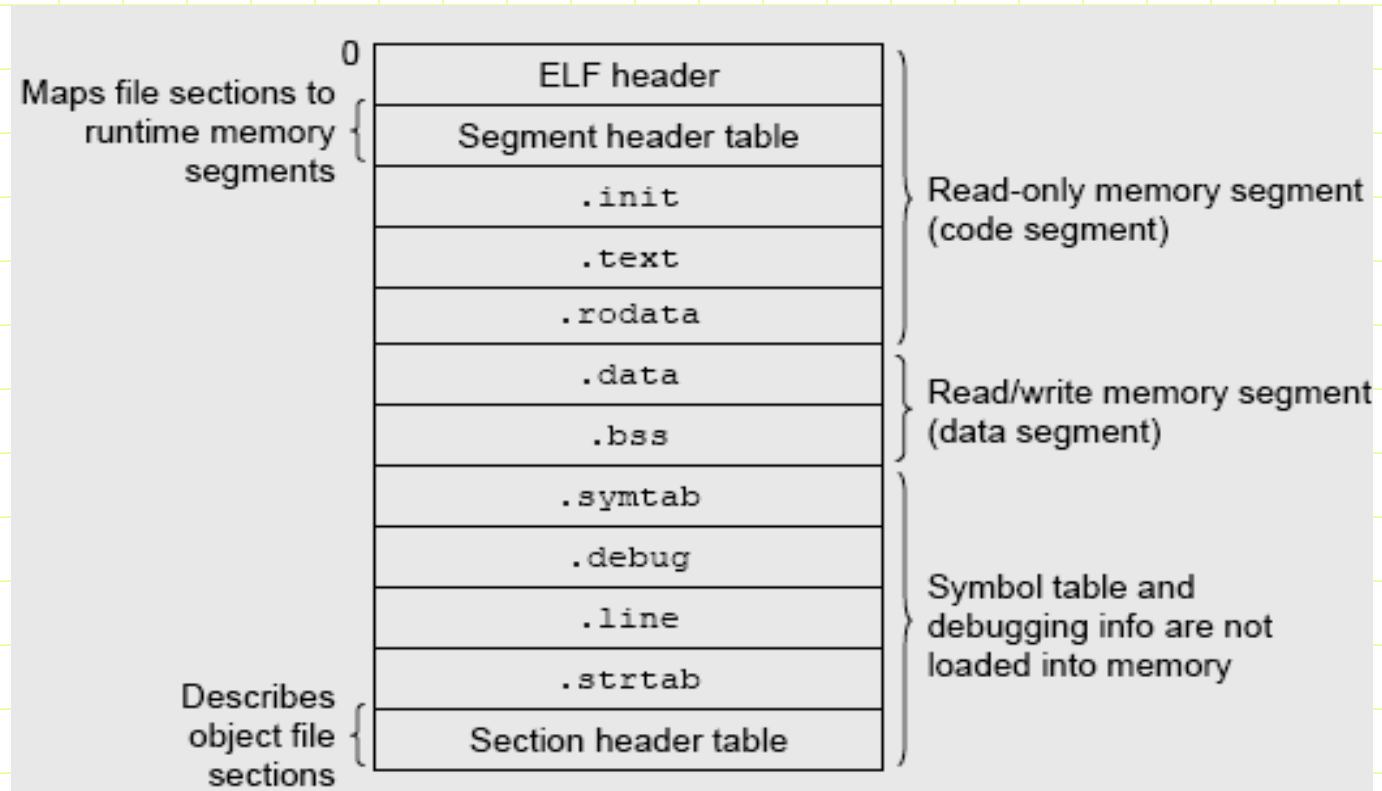 0
Maps file sections to
runtime memory
segments
ELF header
Segment header table
.init
.text
.rodata
.data
.bss
.symtab
.debug
.line
.strtab
Section header table
Read-only memory segment
(code segment)
Read/write memory segment
(data segment)
Symbol table and
debugging info are not
loaded into memory
Describes
object file
sections